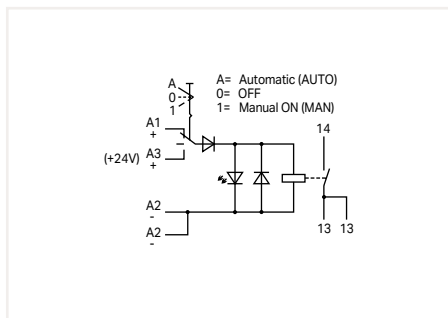 A
0
1
A= Automatic (AUTO)
0= OFF
1= Manual ON (MAN)
A1
+
(+24V) A3
+
A2
-
A2
-
14
13 13